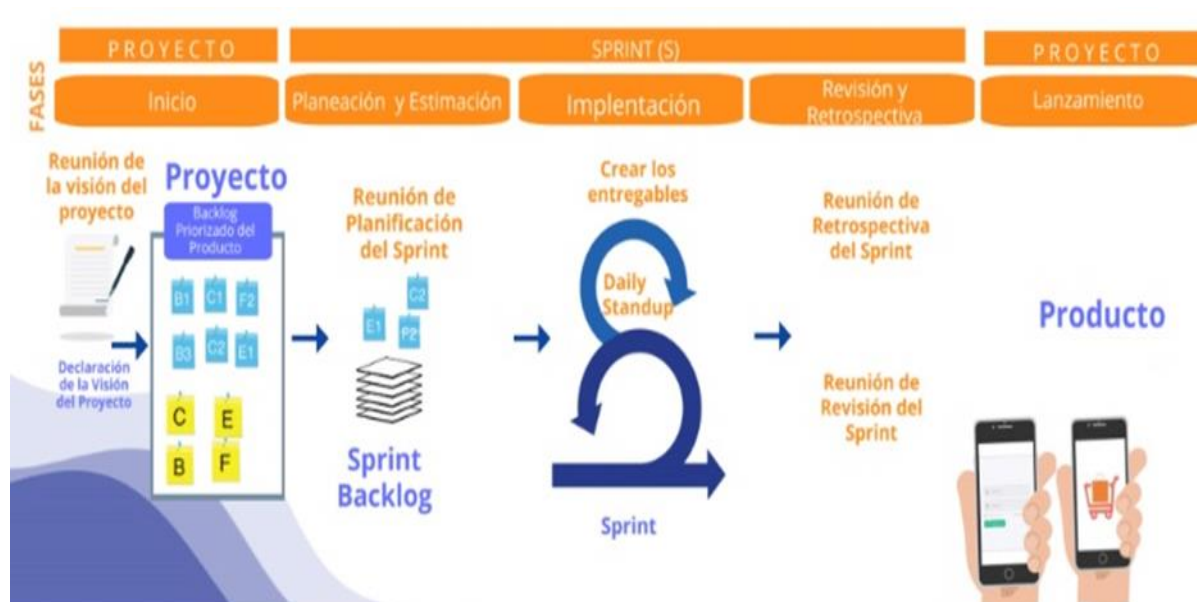 FASES
PROYECTO
SPRINT (S)
PROYECTO
Inicio
Planeación y Estimación
Implentación
Revisión y
Retrospectiva
Lanzamiento
Reunión de
la visión del
proyecto
Declaración
de la Visión
del Proyecto
Proyecto
Backlog
Priorizado del
Producto
B1 C1 F2
B3 C2 E1
C E
B F
Reunión de
Planificación
del Sprint
C2
E1 F2
Sprint
Backlog
Crear los
entregables
Daily
Standup
Sprint
Reunión de
Retrospectiva
del Sprint
Reunión de
Revisión del
Sprint
Producto